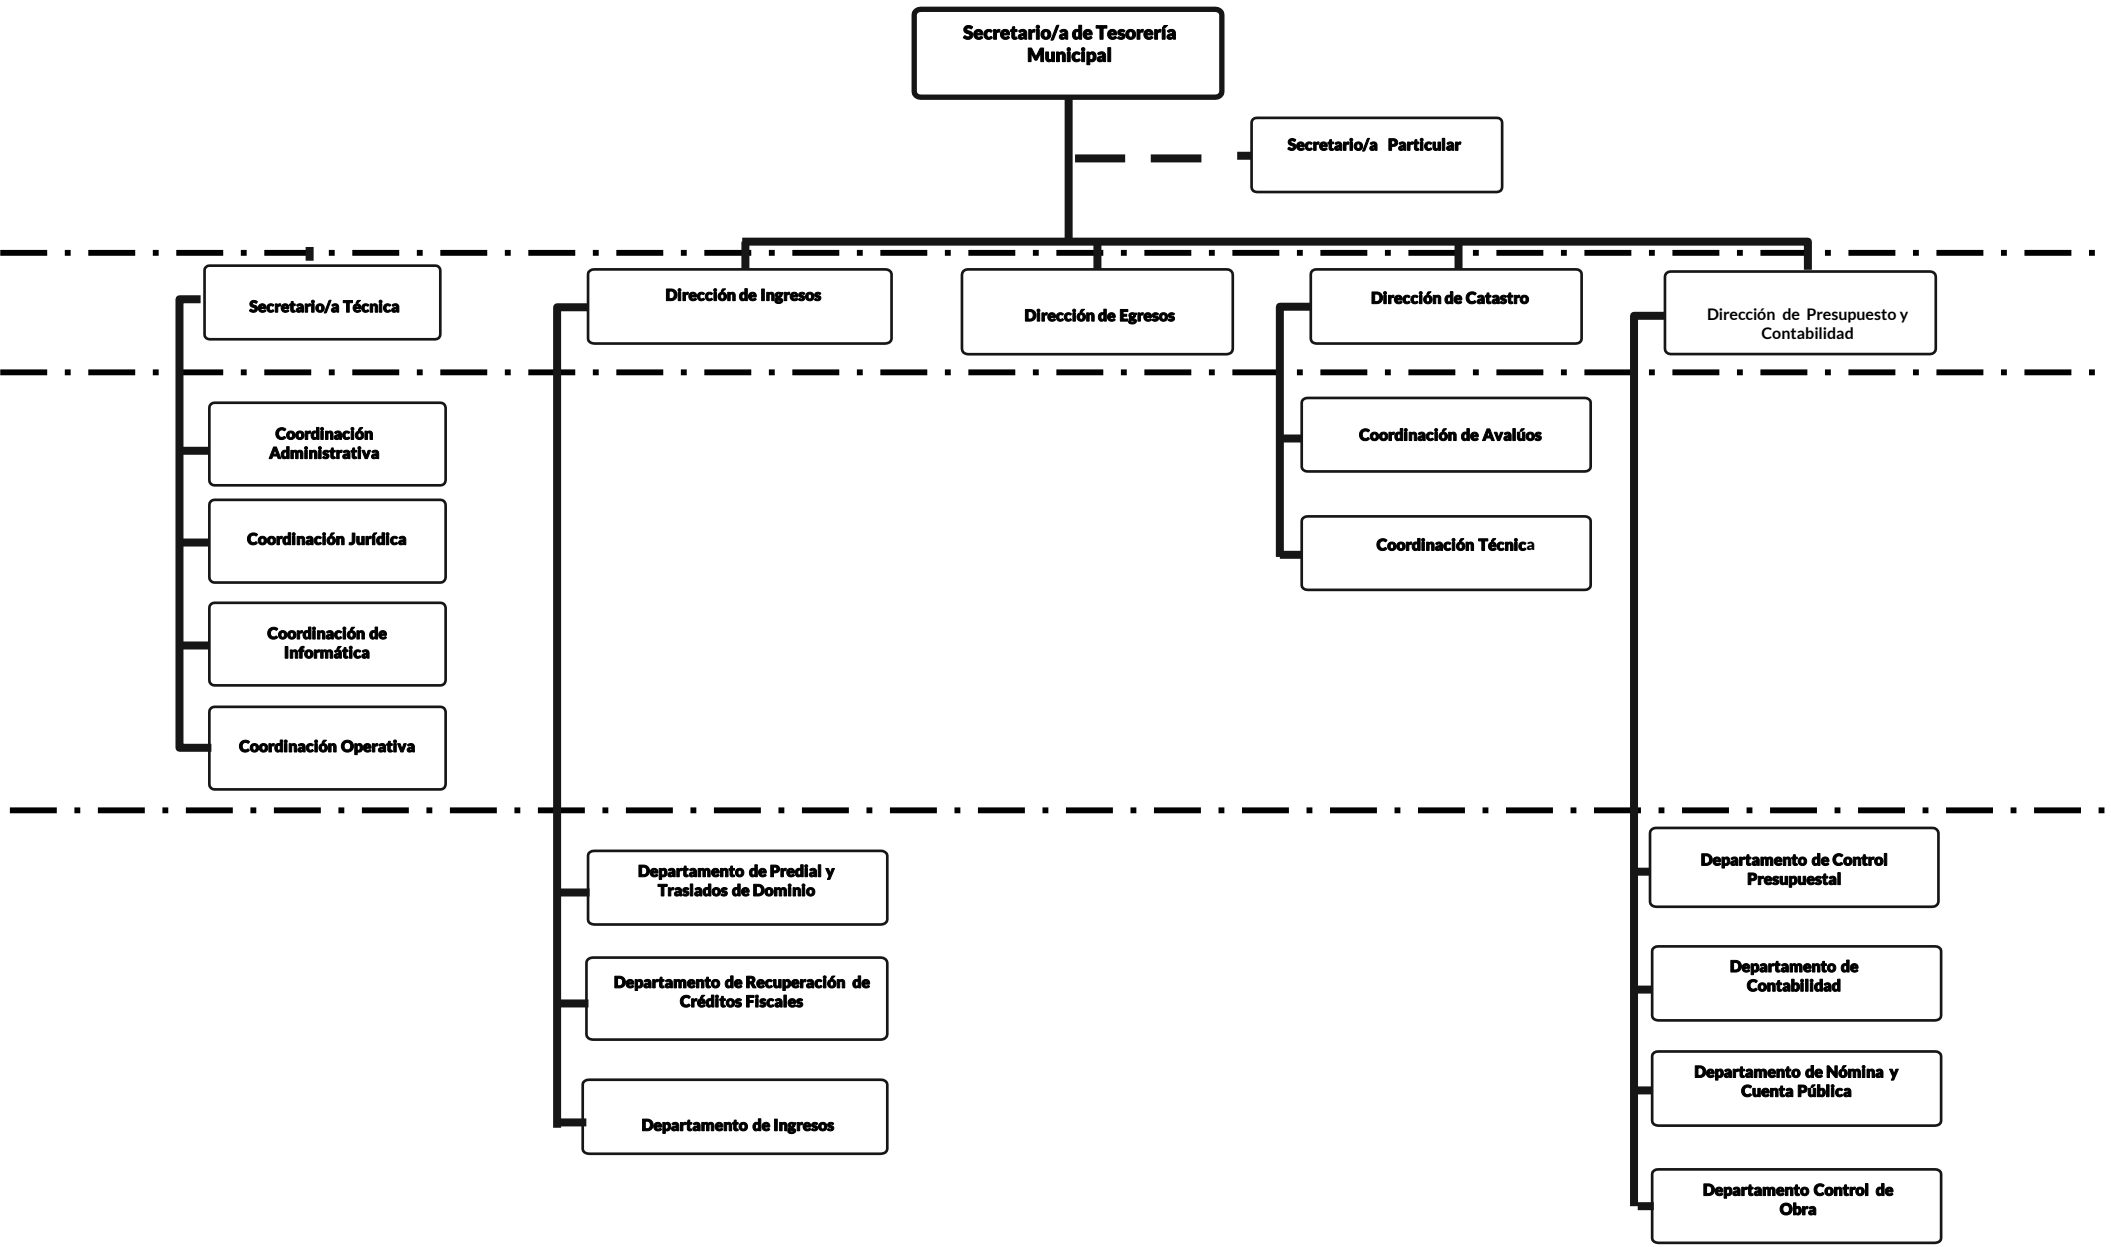 Secretario/a de Tesorería
Municipal
Secretario/a Particular
Secretario/a Técnica
Dirección de Ingresos
Dirección de Egresos
Dirección de Catastro
Dirección de Presupuesto y
Contabilidad
Coordinación
Administrativa
Coordinación Jurídica
Coordinación de
Informática
Coordinación Operativa
Coordinación de Avalúos
Coordinación Técnica
Departamento de Predial y
Traslados de Dominio
Departamento de Recuperación de
Créditos Fiscales
Departamento de Ingresos
Departamento de Control
Presupuestal
Departamento de
Contabilidad
Departamento de Nómina y
Cuenta Pública
Departamento Control de
Obra